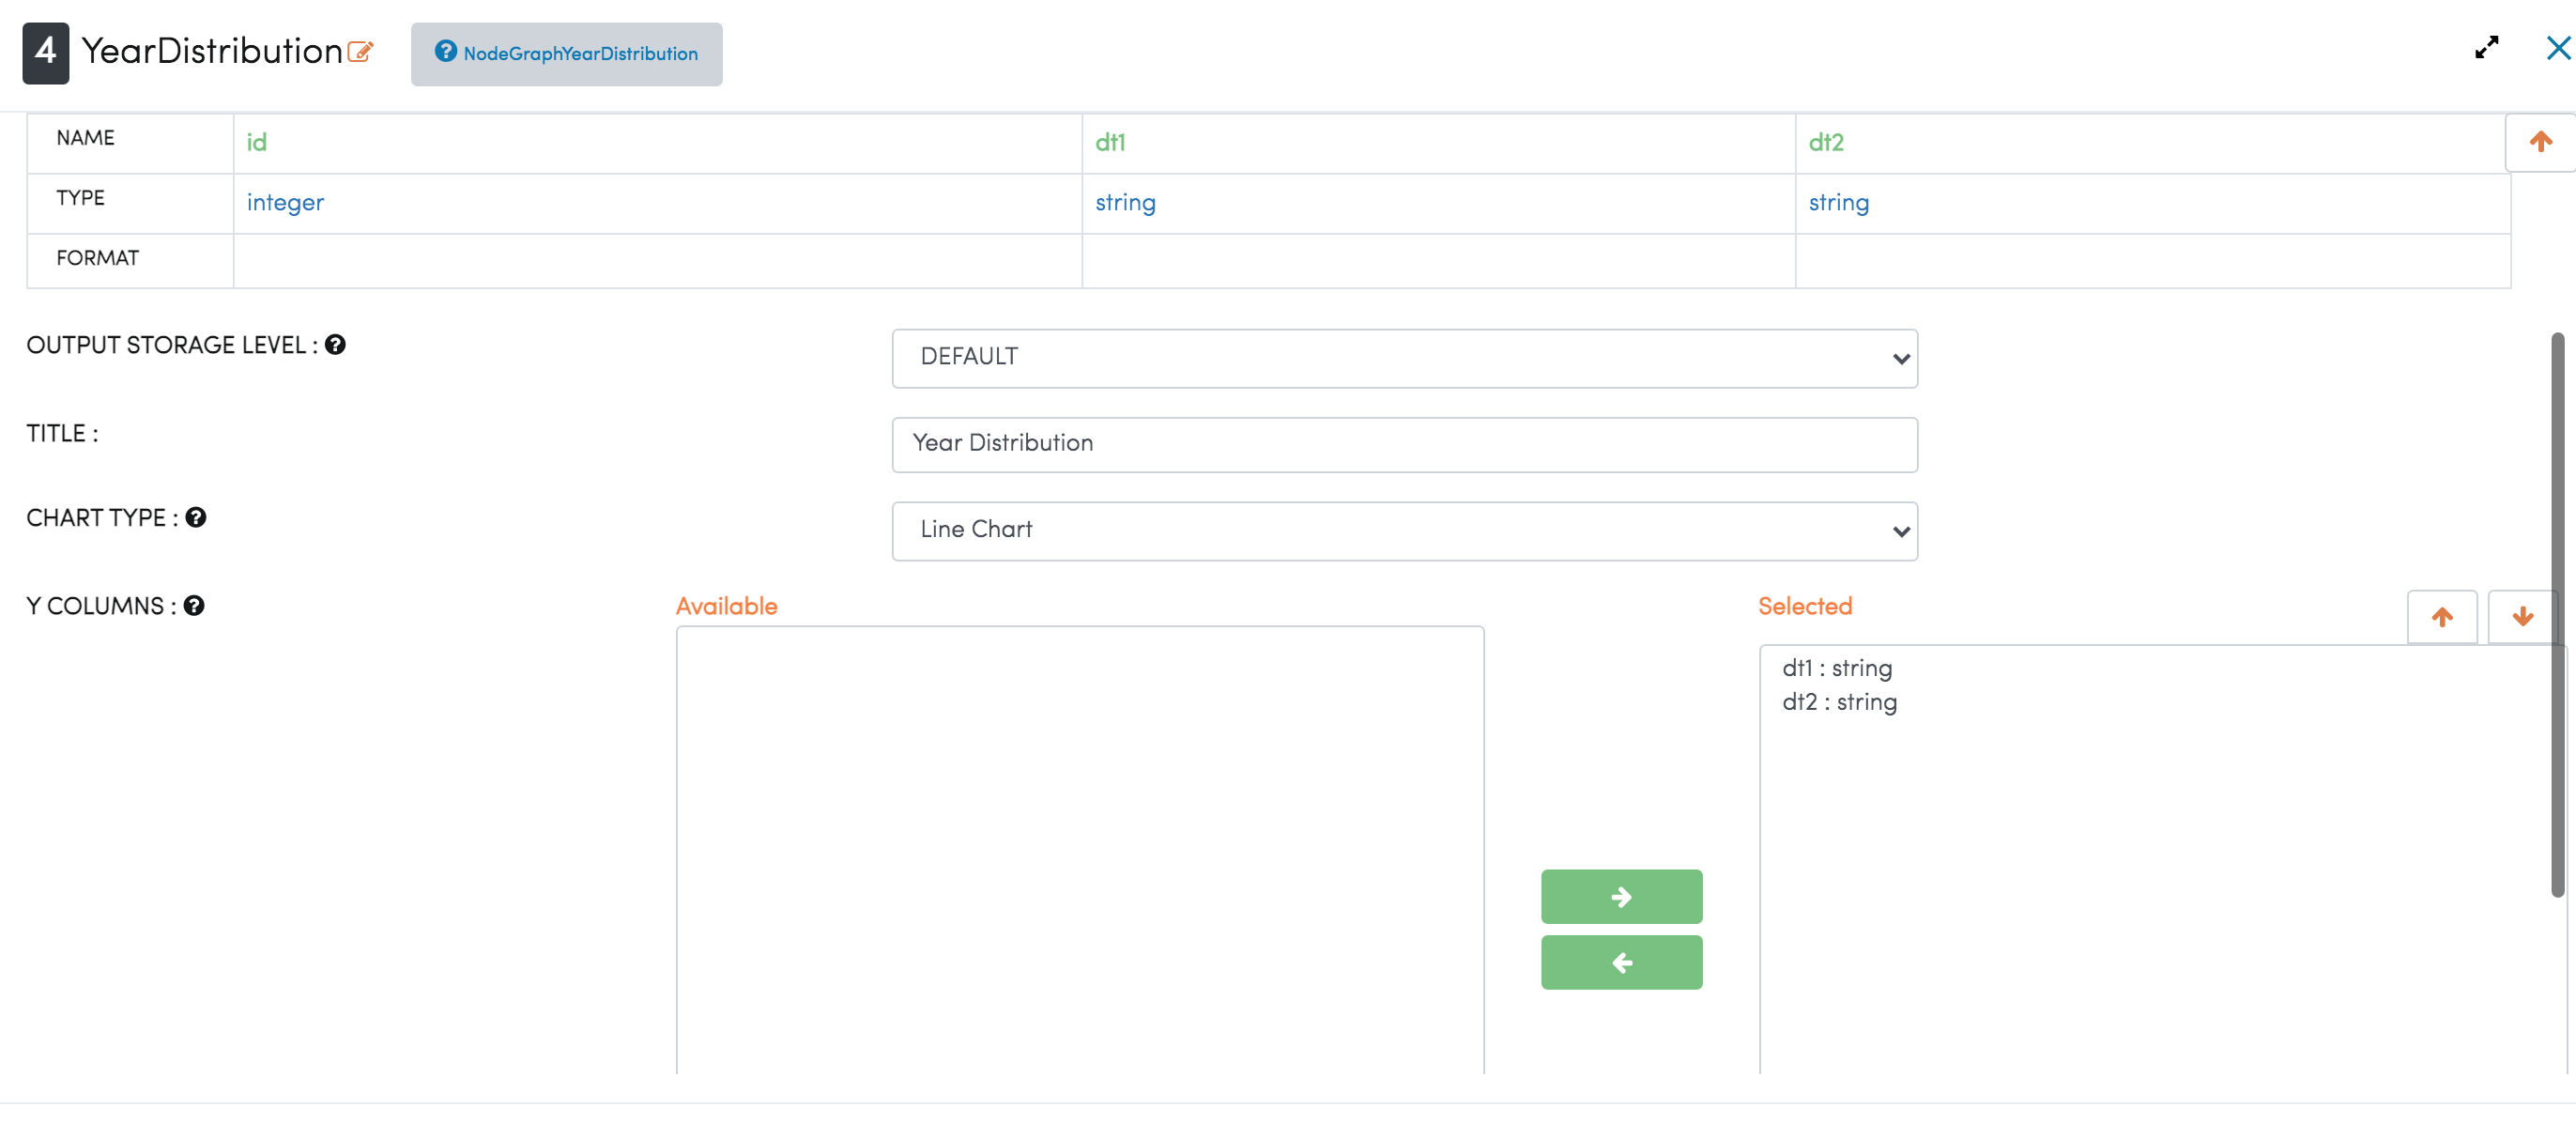 4 YearDistribution ? NodeGraphYearDistribution
NAME id dt1 dt2
TYPE integer string string
FORMAT
OUTPUT STORAGE LEVEL : ? DEFAULT
TITLE : Year Distribution
CHART TYPE : ? Line Chart
Y COLUMNS : ? Available Selected
dt1 : string
dt2 : string